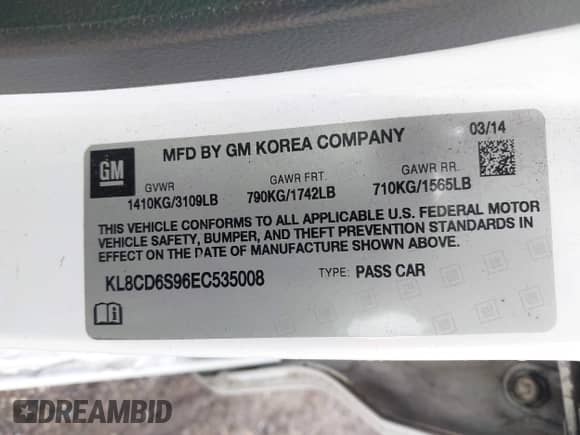 GM
MFD BY GM KOREA COMPANY
03/14
GVWR GAWR FRT. GAWR RR.
1410KG/3109LB 790KG/1742LB 710KG/1565LB
THIS VEHICLE CONFORMS TO ALL APPLICABLE U.S. FEDERAL MOTOR
VEHICLE SAFETY, BUMPER, AND THEFT PREVENTION STANDARDS IN
EFFECT ON THE DATE OF MANUFACTURE SHOWN ABOVE.
KL8CD6S96EC535008 TYPE: PASS CAR
DREAMBID